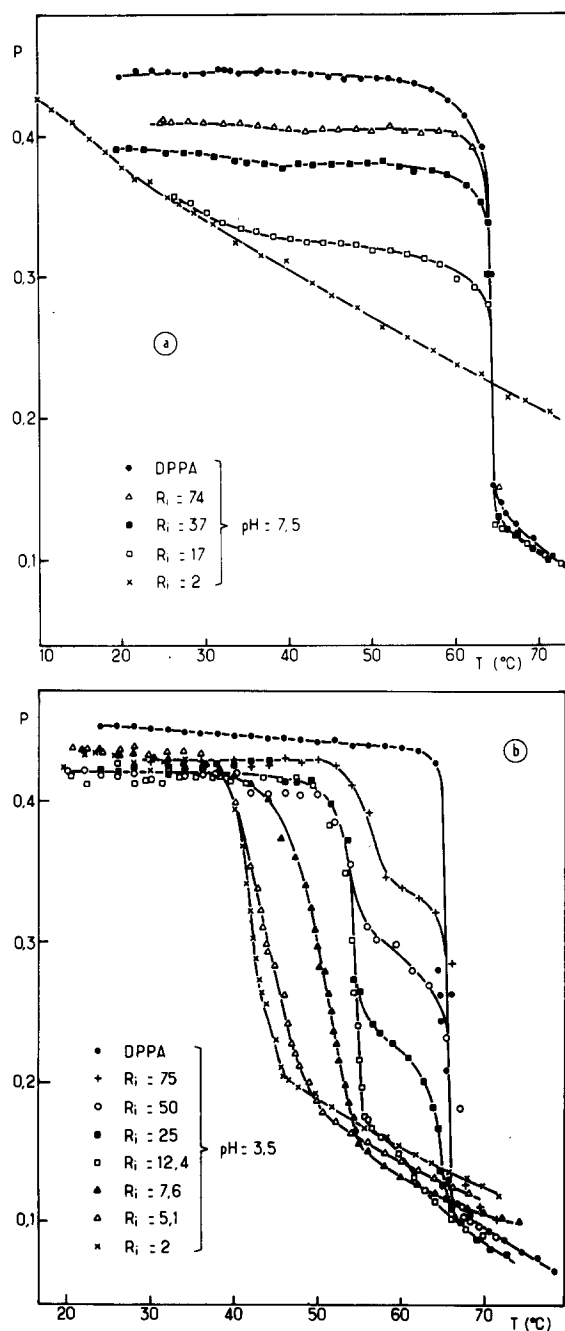 P
0,4
0,3
0,2
0,1
a
• DPPA
△ Ri = 74
■ Ri = 37
□ Ri = 17
× Ri = 2
pH = 7,5
10 20 30 40 50 60 70
T (°C)
P
0,4
0,3
0,2
0,1
b
• DPPA
+ Ri = 75
○ Ri = 50
■ Ri = 25
□ Ri = 12,4
▲ Ri = 7,6
△ Ri = 5,1
× Ri = 2
pH = 3,5
20 30 40 50 60 70
T (°C)